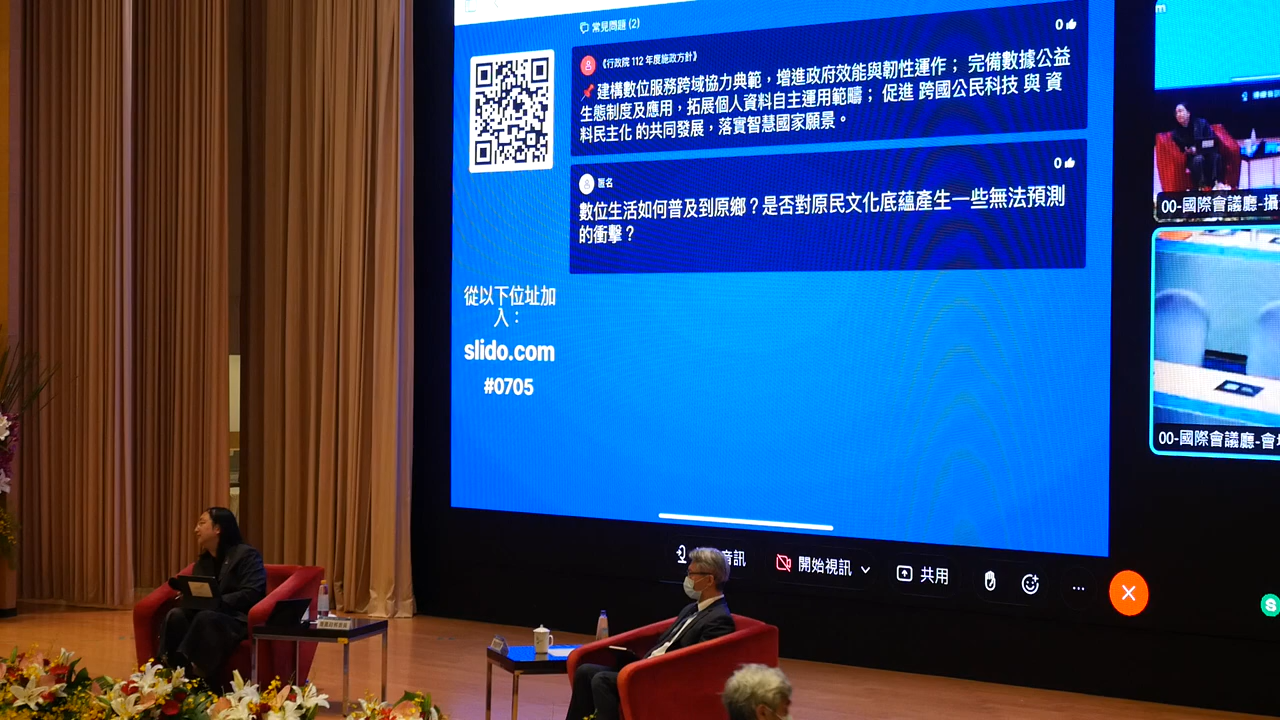 常見問題 (2)
0
《行政院 112 年度施政方針》
建構數位服務跨域協力典範，增進政府效能與韌性運作； 完備數據公益
生態制度及應用，拓展個人資料自主運用範疇； 促進 跨國公民科技 與 資
料民主化 的共同發展，落實智慧國家願景。
0
匿名
數位生活如何普及到原鄉？是否對原民文化底蘊產生一些無法預測
的衝擊？
從以下位址加
入：
slido.com
#0705
00-國際會議廳-攝
00-國際會議廳-會
音訊
開始視訊
共用
S